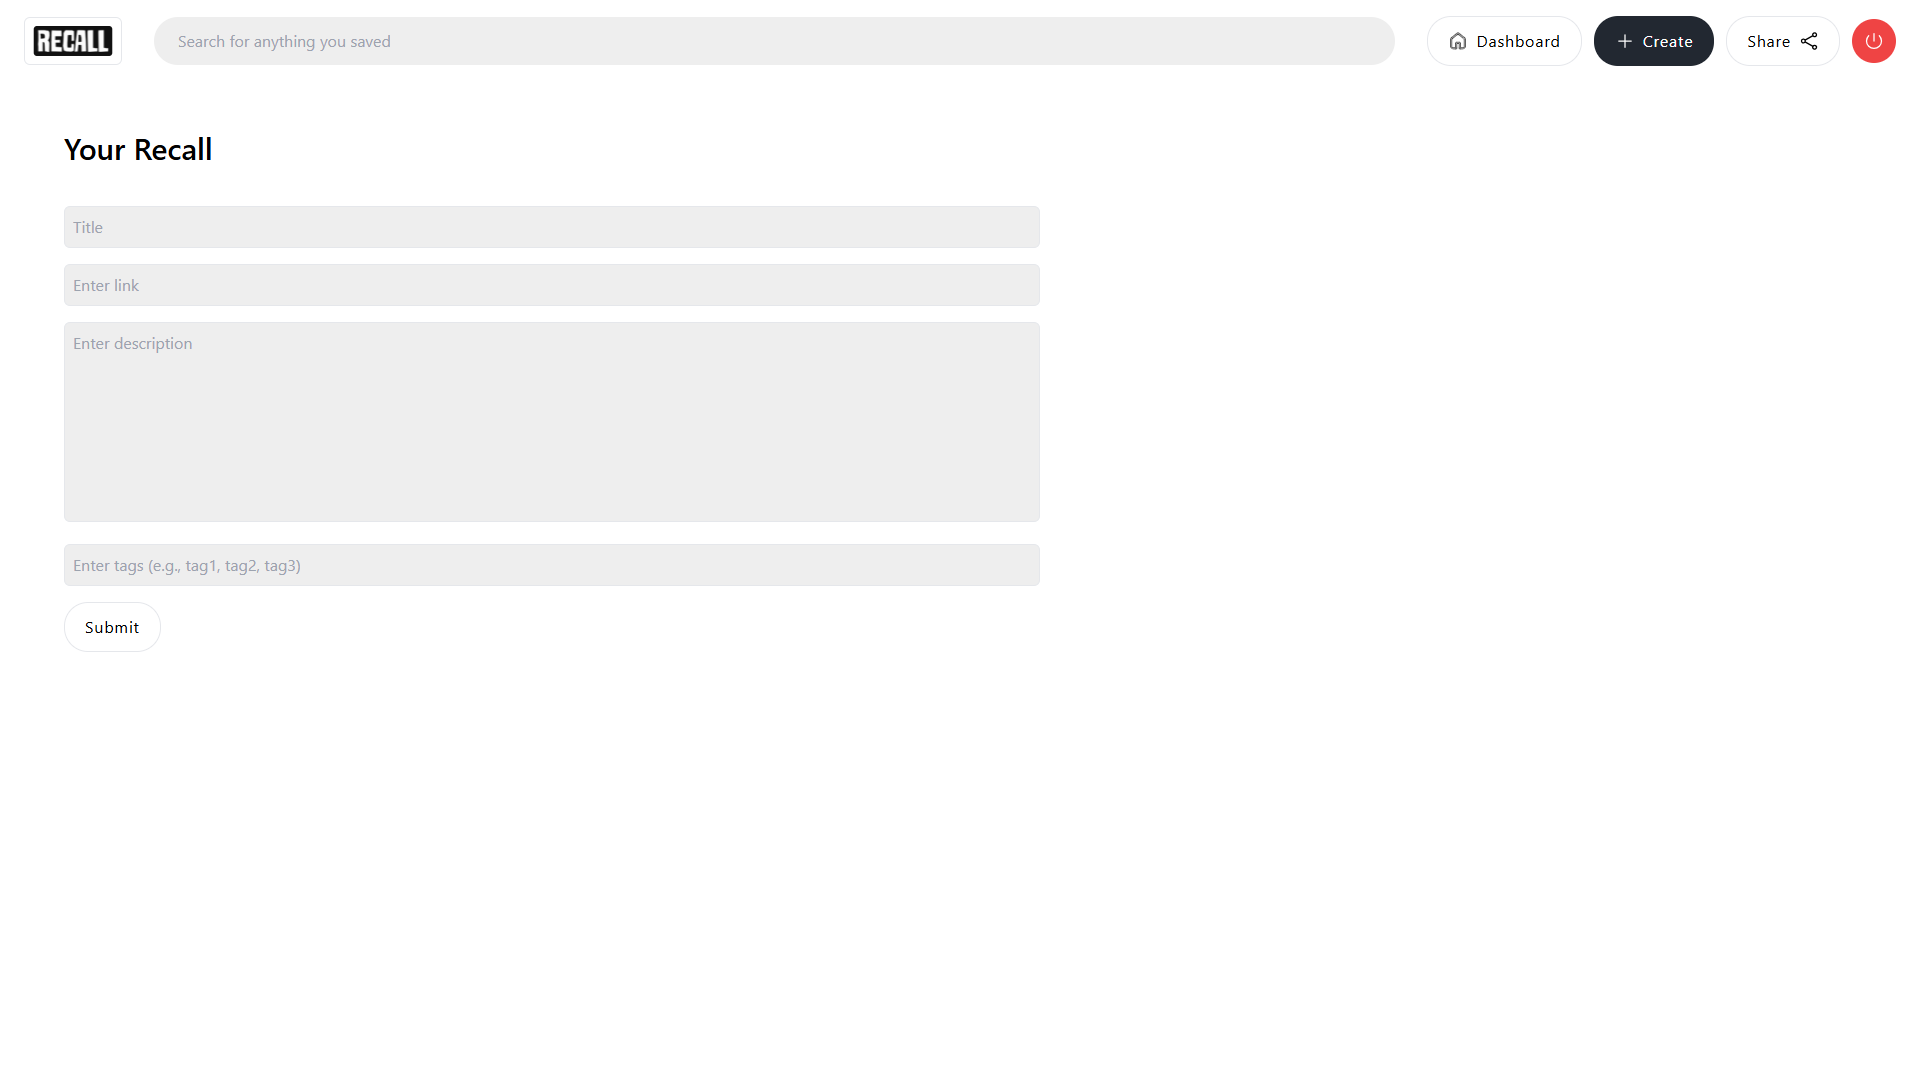 RECALL
Search for anything you saved
Dashboard
Create
Share
Your Recall
Title
Enter link
Enter description
Enter tags (e.g., tag1, tag2, tag3)
Submit